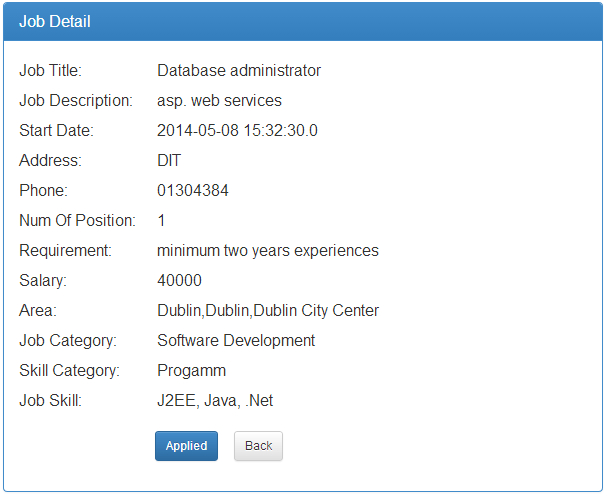 Job Detail
Job Title: Database administrator
Job Description: asp. web services
Start Date: 2014-05-08 15:32:30.0
Address: DIT
Phone: 01304384
Num Of Position: 1
Requirement: minimum two years experiences
Salary: 40000
Area: Dublin,Dublin,Dublin City Center
Job Category: Software Development
Skill Category: Progamm
Job Skill: J2EE, Java, .Net
Applied Back